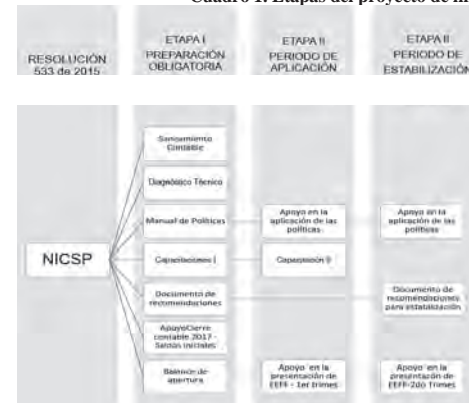 Cuadro 1. Etapas del proyecto de
RESOLUCIÓN
533 de 2015
ETAPA I
PREPARACIÓN
OBLIGATORIA
ETAPA II
PERIODO DE
APLICACIÓN
ETAPA II
PERIODO DE
ESTABILIZACIÓN
NICSP
Saneamiento
Contable
Diagnóstico Técnico
Manual de Políticas
Apoyo en la
aplicación de las
políticas
Apoyo en la
aplicación de las
políticas
Capacitaciones I
Capacitación II
Documento de
recomendaciones
Documento de
recomendaciones
para estabilización
ApoyoCierre
contable 2017 -
Saldos iniciales
Balance de
apertura
Apoyo en la
presentación de
EEFF - 1er trimes
Apoyo en la
presentación de
EEFF-2do Trimes